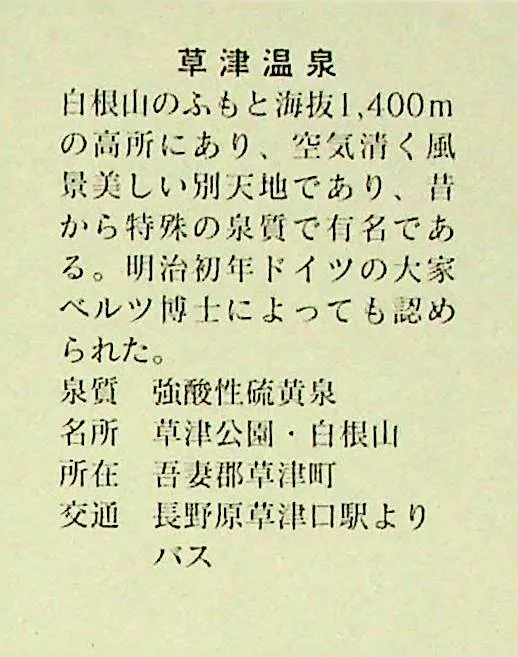 草津温泉
白根山のふもと海抜1,400m
の高所にあり、空気清く風
景美しい別天地であり、昔
から特殊の泉質で有名であ
る。明治初年ドイツの大家
ベルツ博士によっても認め
られた。
泉質　強酸性硫黄泉
名所　草津公園・白根山
所在　吾妻郡草津町
交通　長野原草津口駅より
バス